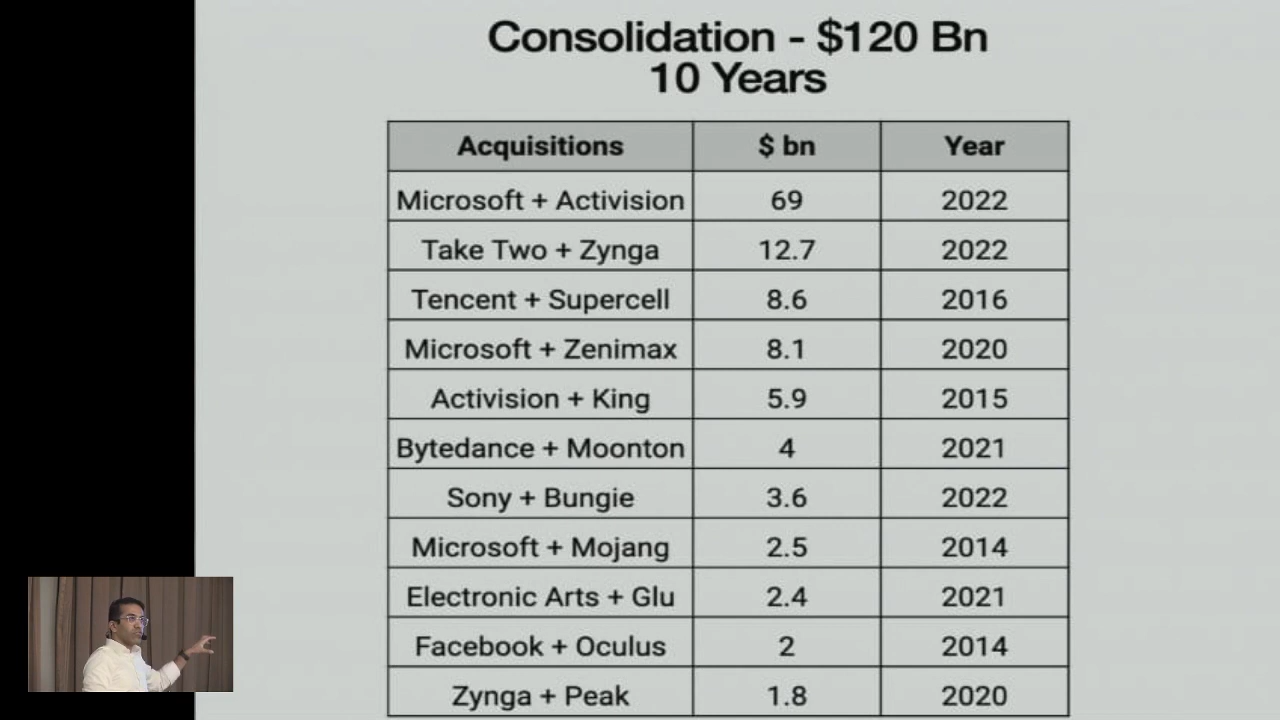 Consolidation - $120 Bn
10 Years
Acquisitions $ bn Year
Microsoft + Activision 69 2022
Take Two + Zynga 12.7 2022
Tencent + Supercell 8.6 2016
Microsoft + Zenimax 8.1 2020
Activision + King 5.9 2015
Bytedance + Moonton 4 2021
Sony + Bungie 3.6 2022
Microsoft + Mojang 2.5 2014
Electronic Arts + Glu 2.4 2021
Facebook + Oculus 2 2014
Zynga + Peak 1.8 2020